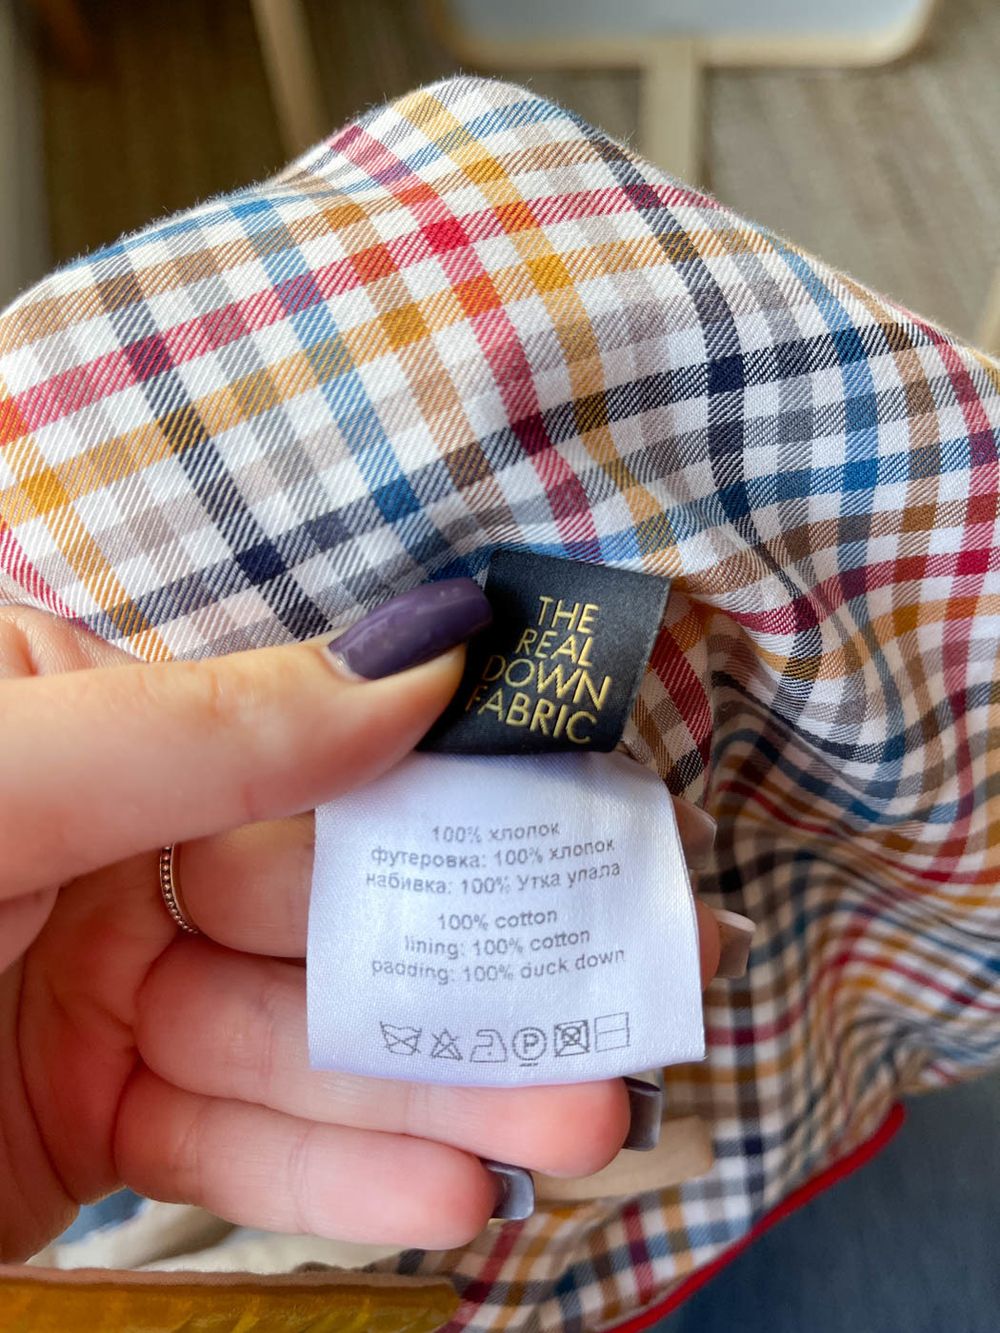 THE
REAL
DOWN
FABRIC
100% хлопок
футеровка: 100% хлопок
набивка: 100% Утка упала
100% cotton
lining: 100% cotton
padding: 100% duck down
P